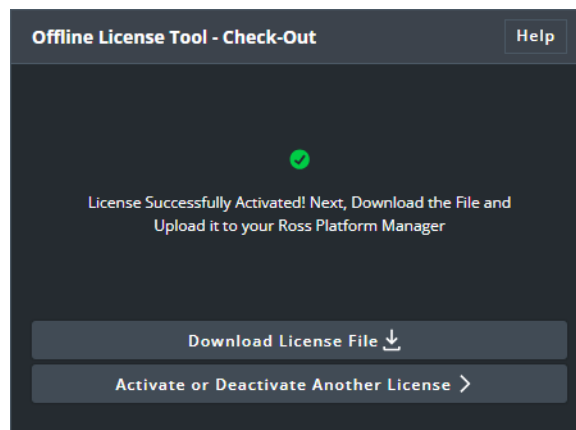 Offline License Tool - Check-Out
Help
License Successfully Activated! Next, Download the File and
Upload it to your Ross Platform Manager
Download License File
Activate or Deactivate Another License